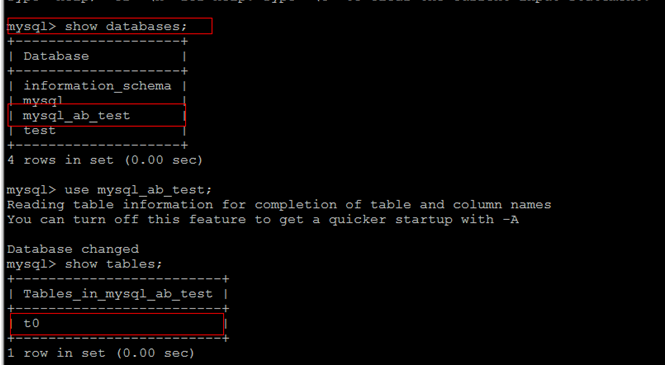 mysql> show databases;
+--------------------+
| Database           |
+--------------------+
| information_schema |
| mysql              |
| mysql_ab_test      |
| test               |
+--------------------+
4 rows in set (0.00 sec)
mysql> use mysql_ab_test;
Reading table information for completion of table and column names
You can turn off this feature to get a quicker startup with -A
Database changed
mysql> show tables;
+-------------------------+
| Tables_in_mysql_ab_test |
+-------------------------+
| t0                      |
+-------------------------+
1 row in set (0.00 sec)